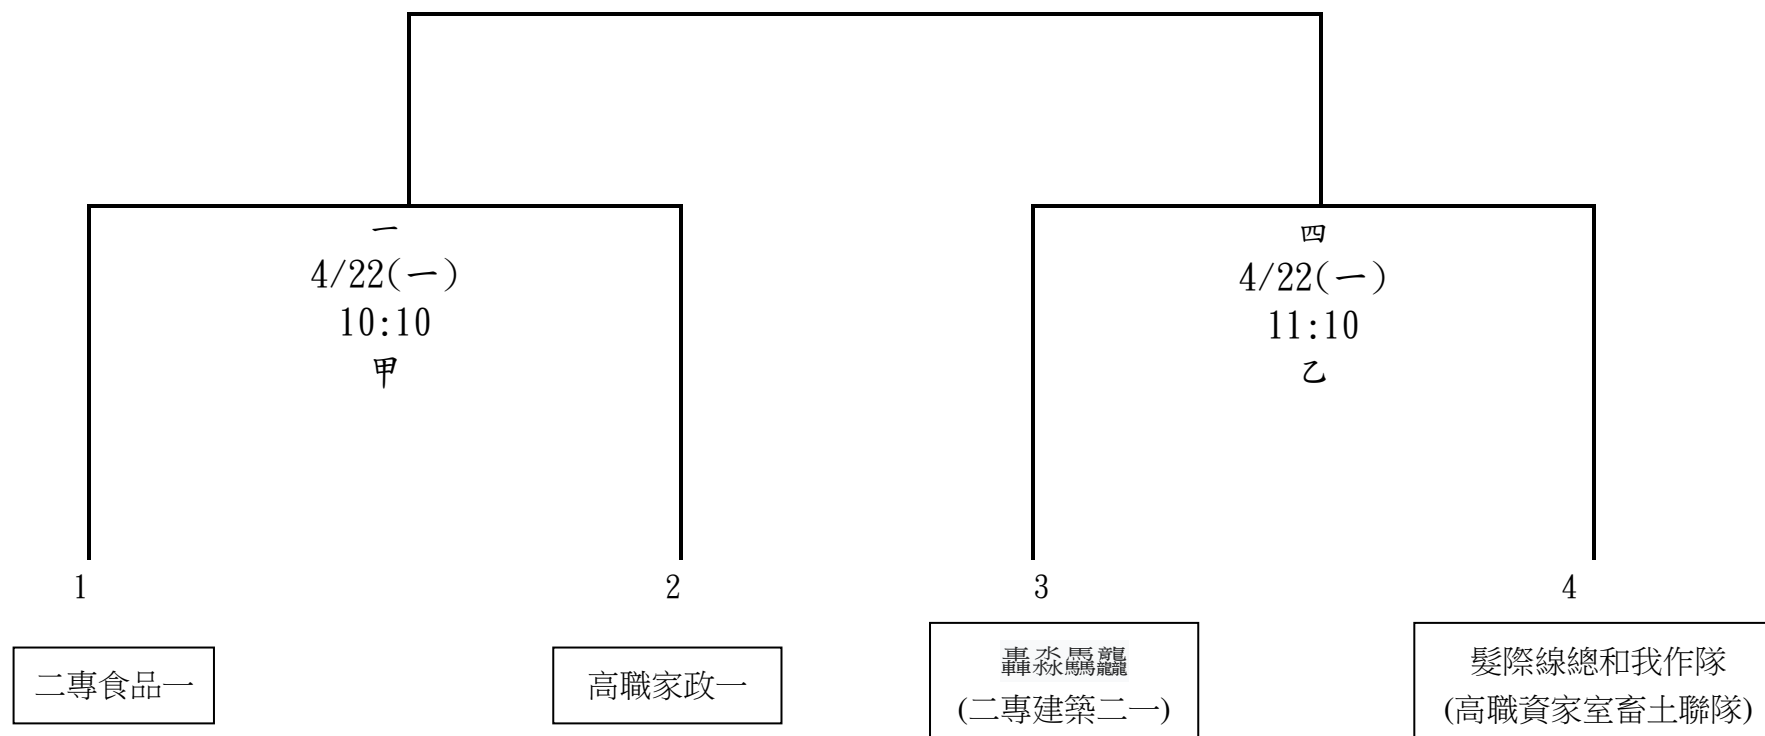 一
4/22(一)
10:10
甲
四
4/22(一)
11:10
乙
1
2
3
4
二專食品一
高職家政一
轟淼驫龘
(二專建築二一)
髮際線總和我作隊
(高職資家室畜土聯隊)